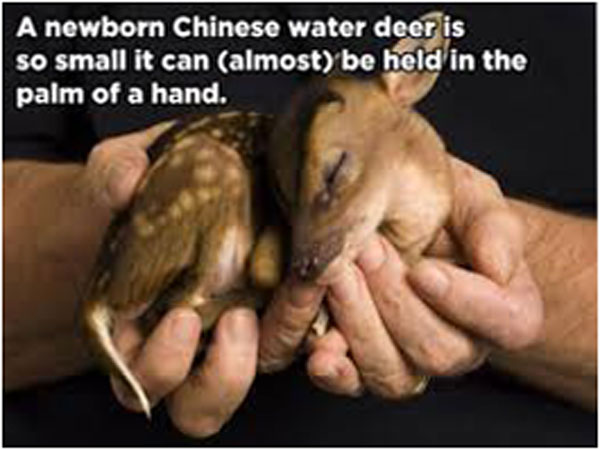 A newborn Chinese water deer is
so small it can (almost) be held in the
palm of a hand.